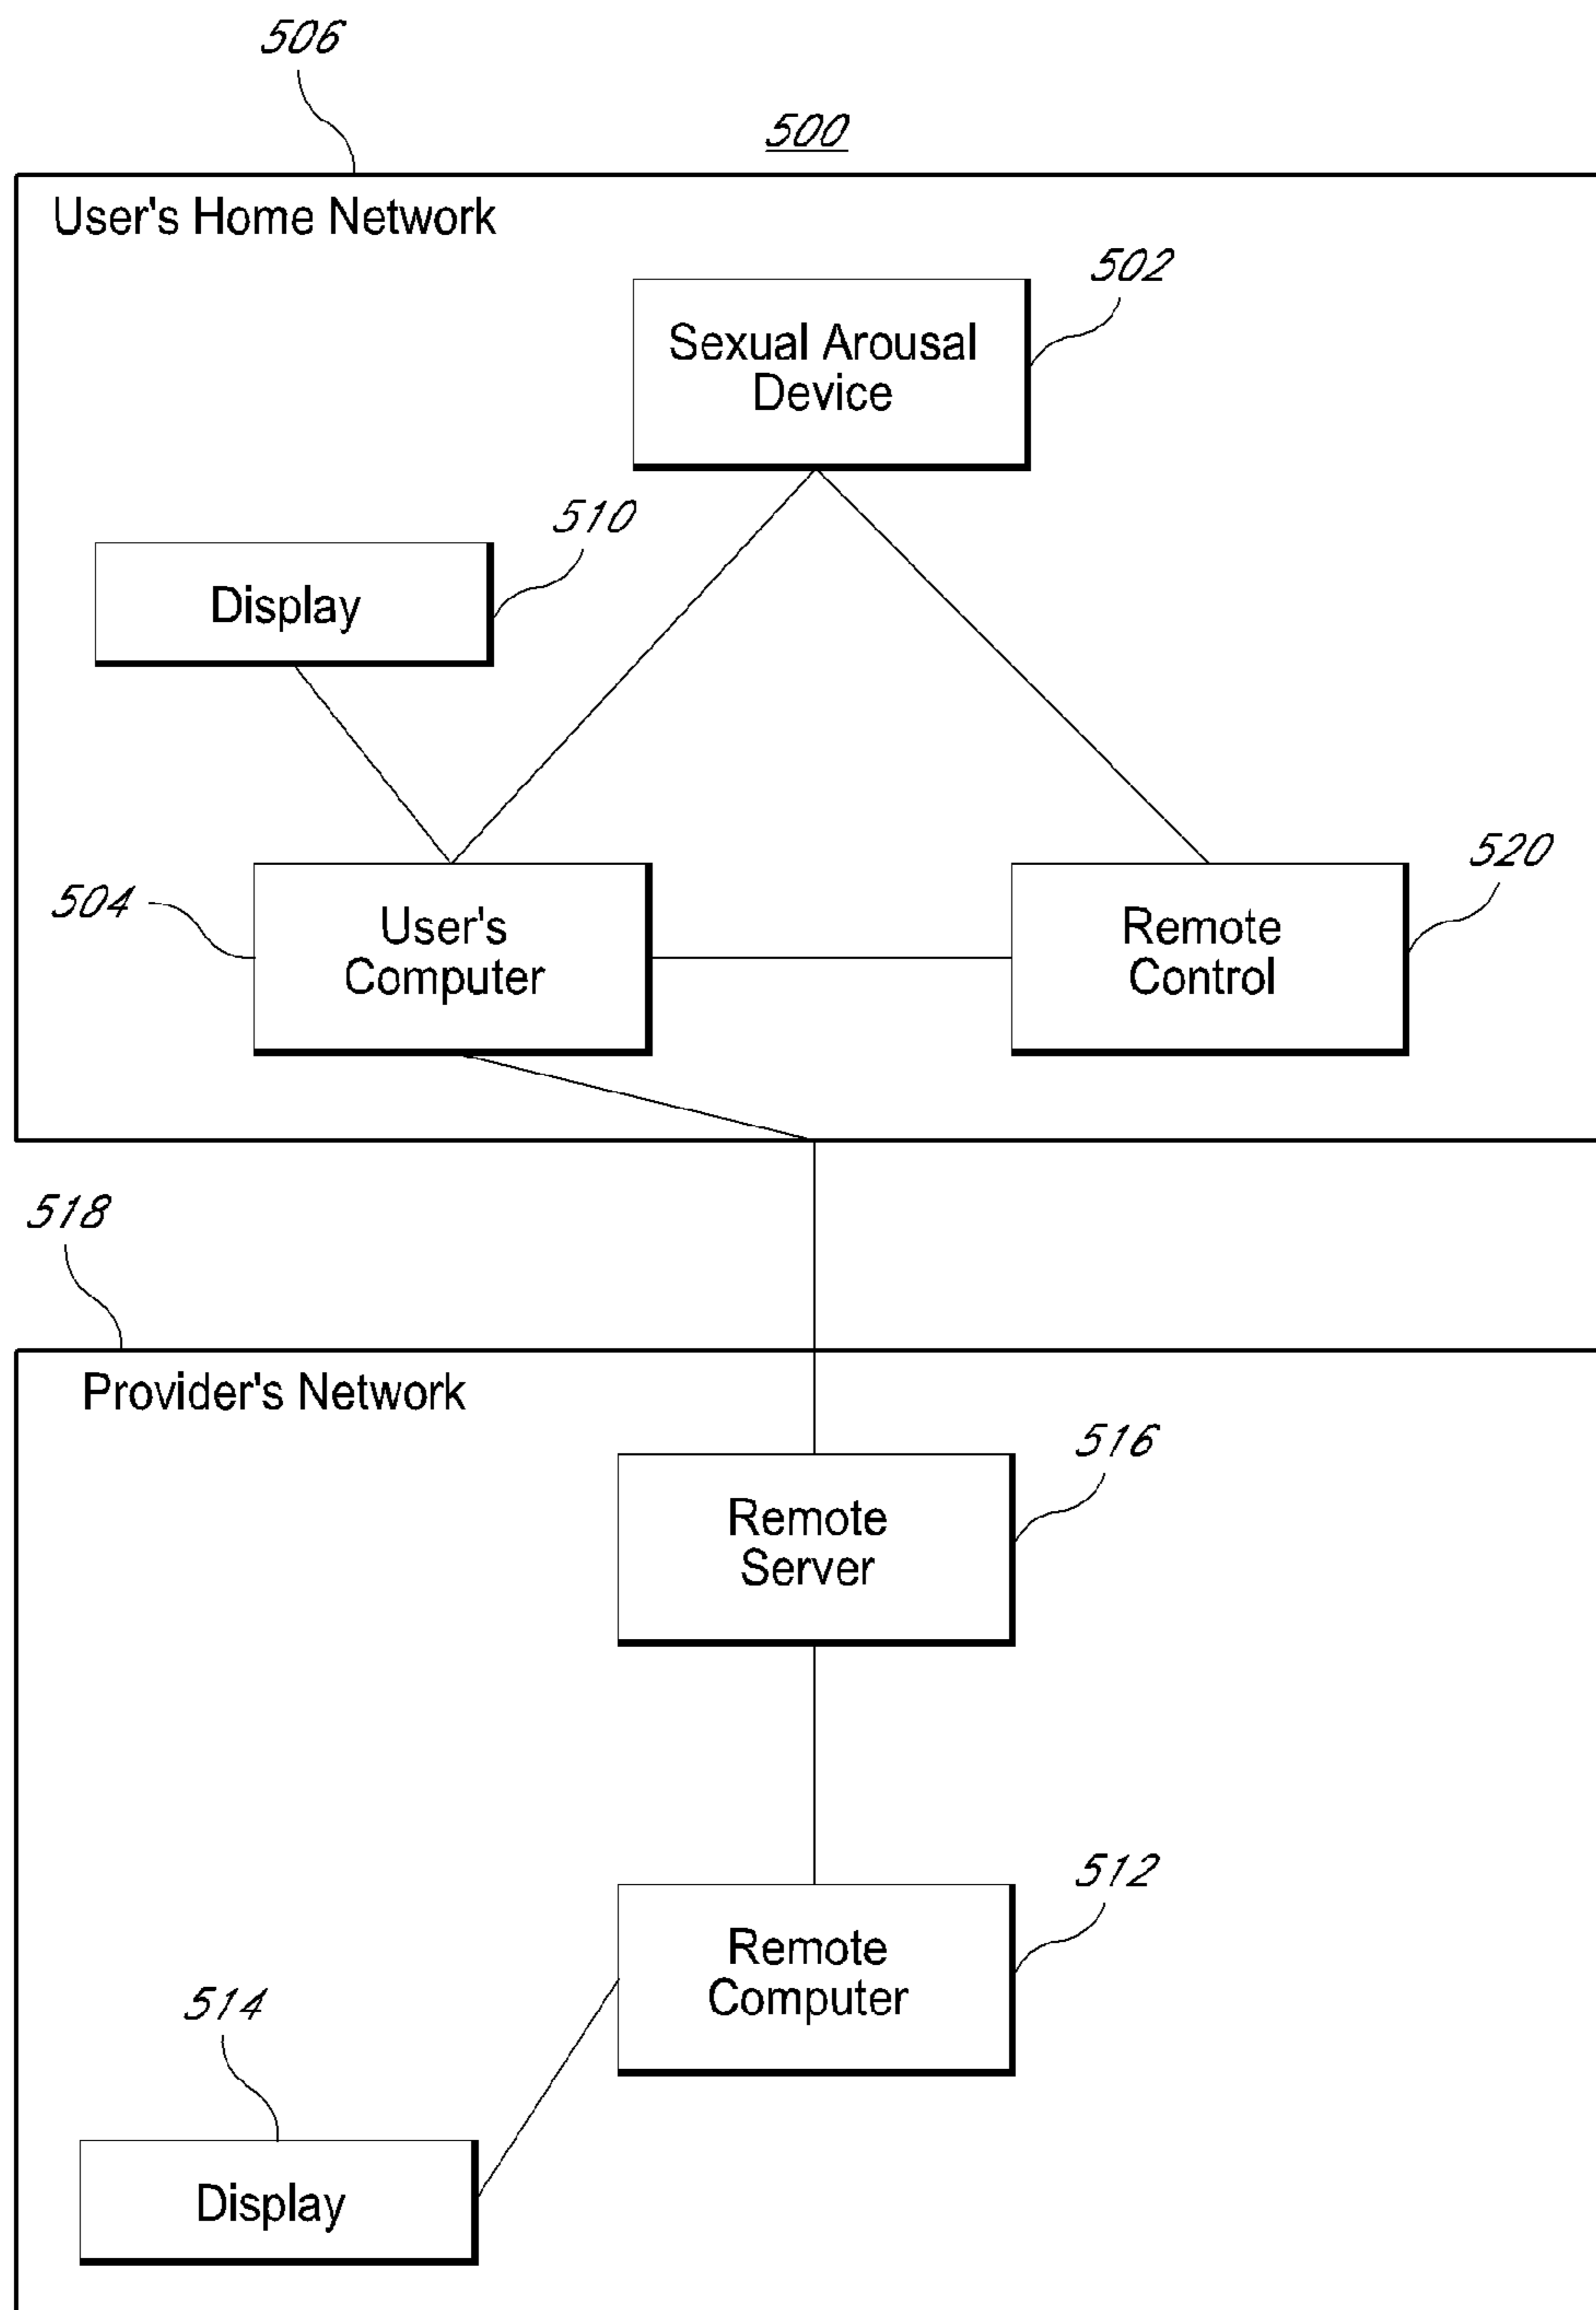 506
500
User's Home Network
502
Sexual Arousal
Device
510
Display
520
504
User's
Computer
Remote
Control
518
Provider's Network
516
Remote
Server
512
Remote
Computer
514
Display